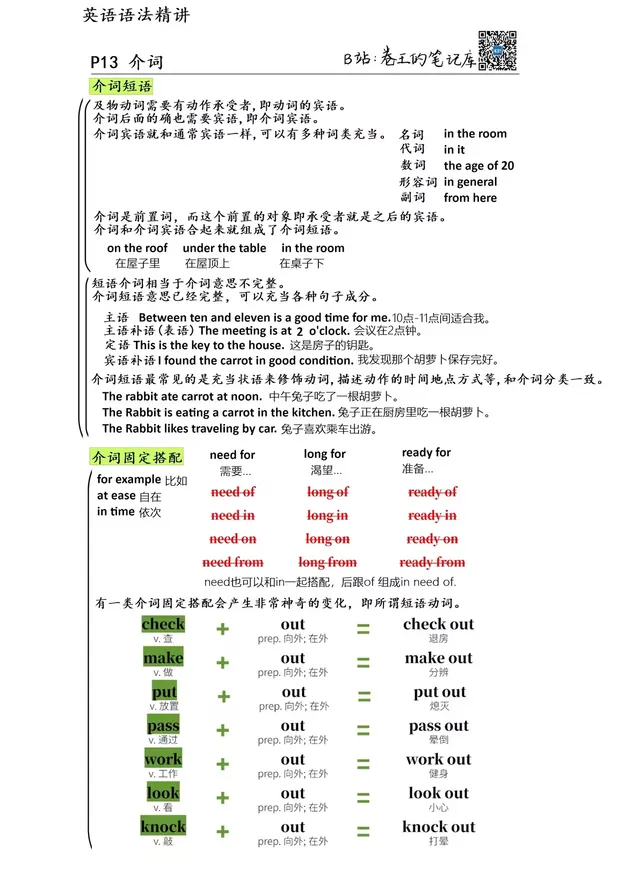 英语语法精讲
P13 介词
B站:卷王的笔记库
介词短语
及物动词需要有动作承受者,即动词的宾语。
介词后面的确也需要宾语,即介词宾语。
介词宾语就和通常宾语一样,可以有多种词类充当。
名词 in the room
代词 in it
数词 the age of 20
形容词 in general
副词 from here
介词是前置词，而这个前置的对象即承受者就是之后的宾语。
介词和介词宾语合起来就组成了介词短语。
on the roof under the table in the room
在屋子里 在屋顶上 在桌子下
短语介词相当于介词意思不完整。
介词短语意思已经完整，可以充当各种句子成分。
主语 Between ten and eleven is a good time for me.10点-11点间适合我。
主语补语(表语) The meeting is at 2 o'clock. 会议在2点钟。
定语 This is the key to the house. 这是房子的钥匙。
宾语补语 I found the carrot in good condition. 我发现那个胡萝卜保存完好。
介词短语最常见的是充当状语来修饰动词,描述动作的时间地点方式等,和介词分类一致。
The rabbit ate carrot at noon. 中午兔子吃了一根胡萝卜。
The Rabbit is eating a carrot in the kitchen. 兔子正在厨房里吃一根胡萝卜。
The Rabbit likes traveling by car. 兔子喜欢乘车出游。
介词固定搭配
for example 比如
at ease 自在
in time 依次
need for long for ready for
需要... 渴望... 准备...
need of long of ready of
need in long in ready in
need on long on ready on
need from long from ready from
need也可以和in一起搭配，后跟of 组成in need of.
有一类介词固定搭配会产生非常神奇的变化，即所谓短语动词。
check + out = check out
v. 查 prep. 向外; 在外 退房
make + out = make out
v. 做 prep. 向外; 在外 分辨
put + out = put out
v. 放置 prep. 向外; 在外 熄灭
pass + out = pass out
v. 通过 prep. 向外; 在外 晕倒
work + out = work out
v. 工作 prep. 向外; 在外 健身
look + out = look out
v. 看 prep. 向外; 在外 小心
knock + out = knock out
v. 敲 prep. 向外; 在外 打晕